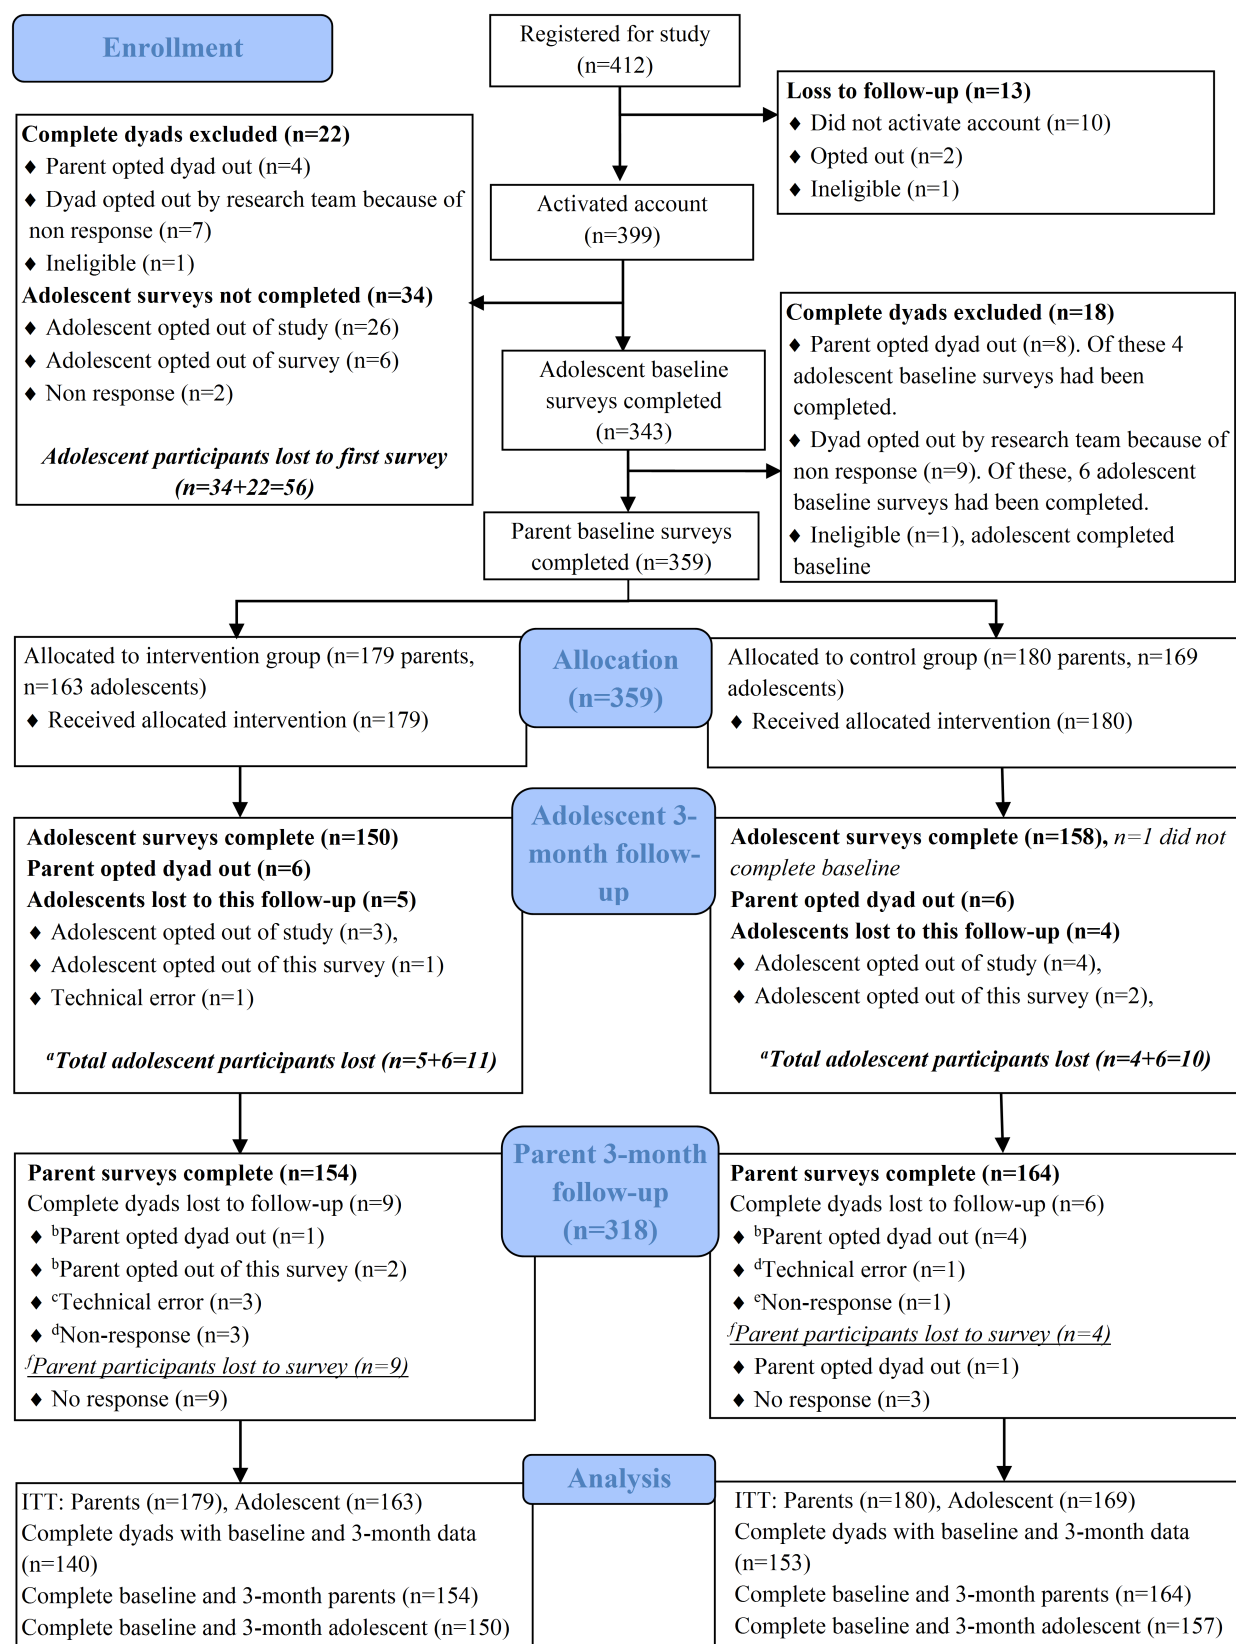 Enrollment
Registered for study
(n=412)
Loss to follow-up (n=13)
♦ Did not activate account (n=10)
♦ Opted out (n=2)
♦ Ineligible (n=1)
Complete dyads excluded (n=22)
♦ Parent opted dyad out (n=4)
♦ Dyad opted out by research team because of
non response (n=7)
♦ Ineligible (n=1)
Adolescent surveys not completed (n=34)
♦ Adolescent opted out of study (n=26)
♦ Adolescent opted out of survey (n=6)
♦ Non response (n=2)
Adolescent participants lost to first survey
(n=34+22=56)
Activated account
(n=399)
Adolescent baseline
surveys completed
(n=343)
Complete dyads excluded (n=18)
♦ Parent opted dyad out (n=8). Of these 4
adolescent baseline surveys had been
completed.
♦ Dyad opted out by research team because of
non response (n=9). Of these, 6 adolescent
baseline surveys had been completed.
♦ Ineligible (n=1), adolescent completed
baseline
Parent baseline surveys
completed (n=359)
Allocation
(n=359)
Allocated to intervention group (n=179 parents,
n=163 adolescents)
♦ Received allocated intervention (n=179)
Allocated to control group (n=180 parents, n=169
adolescents)
♦ Received allocated intervention (n=180)
Adolescent 3-
month follow-
up
Adolescent surveys complete (n=150)
Parent opted dyad out (n=6)
Adolescents lost to this follow-up (n=5)
♦ Adolescent opted out of study (n=3),
♦ Adolescent opted out of this survey (n=1)
♦ Technical error (n=1)
ᵃTotal adolescent participants lost (n=5+6=11)
Adolescent surveys complete (n=158), n=1 did not
complete baseline
Parent opted dyad out (n=6)
Adolescents lost to this follow-up (n=4)
♦ Adolescent opted out of study (n=4),
♦ Adolescent opted out of this survey (n=2),
ᵃTotal adolescent participants lost (n=4+6=10)
Parent 3-month
follow-up
(n=318)
Parent surveys complete (n=154)
Complete dyads lost to follow-up (n=9)
♦ ᵇParent opted dyad out (n=1)
♦ ᵇParent opted out of this survey (n=2)
♦ ᶜTechnical error (n=3)
♦ ᵈNon-response (n=3)
ᶠParent participants lost to survey (n=9)
♦ No response (n=9)
Parent surveys complete (n=164)
Complete dyads lost to follow-up (n=6)
♦ ᵇParent opted dyad out (n=4)
♦ ᵈTechnical error (n=1)
♦ ᵉNon-response (n=1)
ᶠParent participants lost to survey (n=4)
♦ Parent opted dyad out (n=1)
♦ No response (n=3)
Analysis
ITT: Parents (n=179), Adolescent (n=163)
Complete dyads with baseline and 3-month data
(n=140)
Complete baseline and 3-month parents (n=154)
Complete baseline and 3-month adolescent (n=150)
ITT: Parents (n=180), Adolescent (n=169)
Complete dyads with baseline and 3-month data
(n=153)
Complete baseline and 3-month parents (n=164)
Complete baseline and 3-month adolescent (n=157)